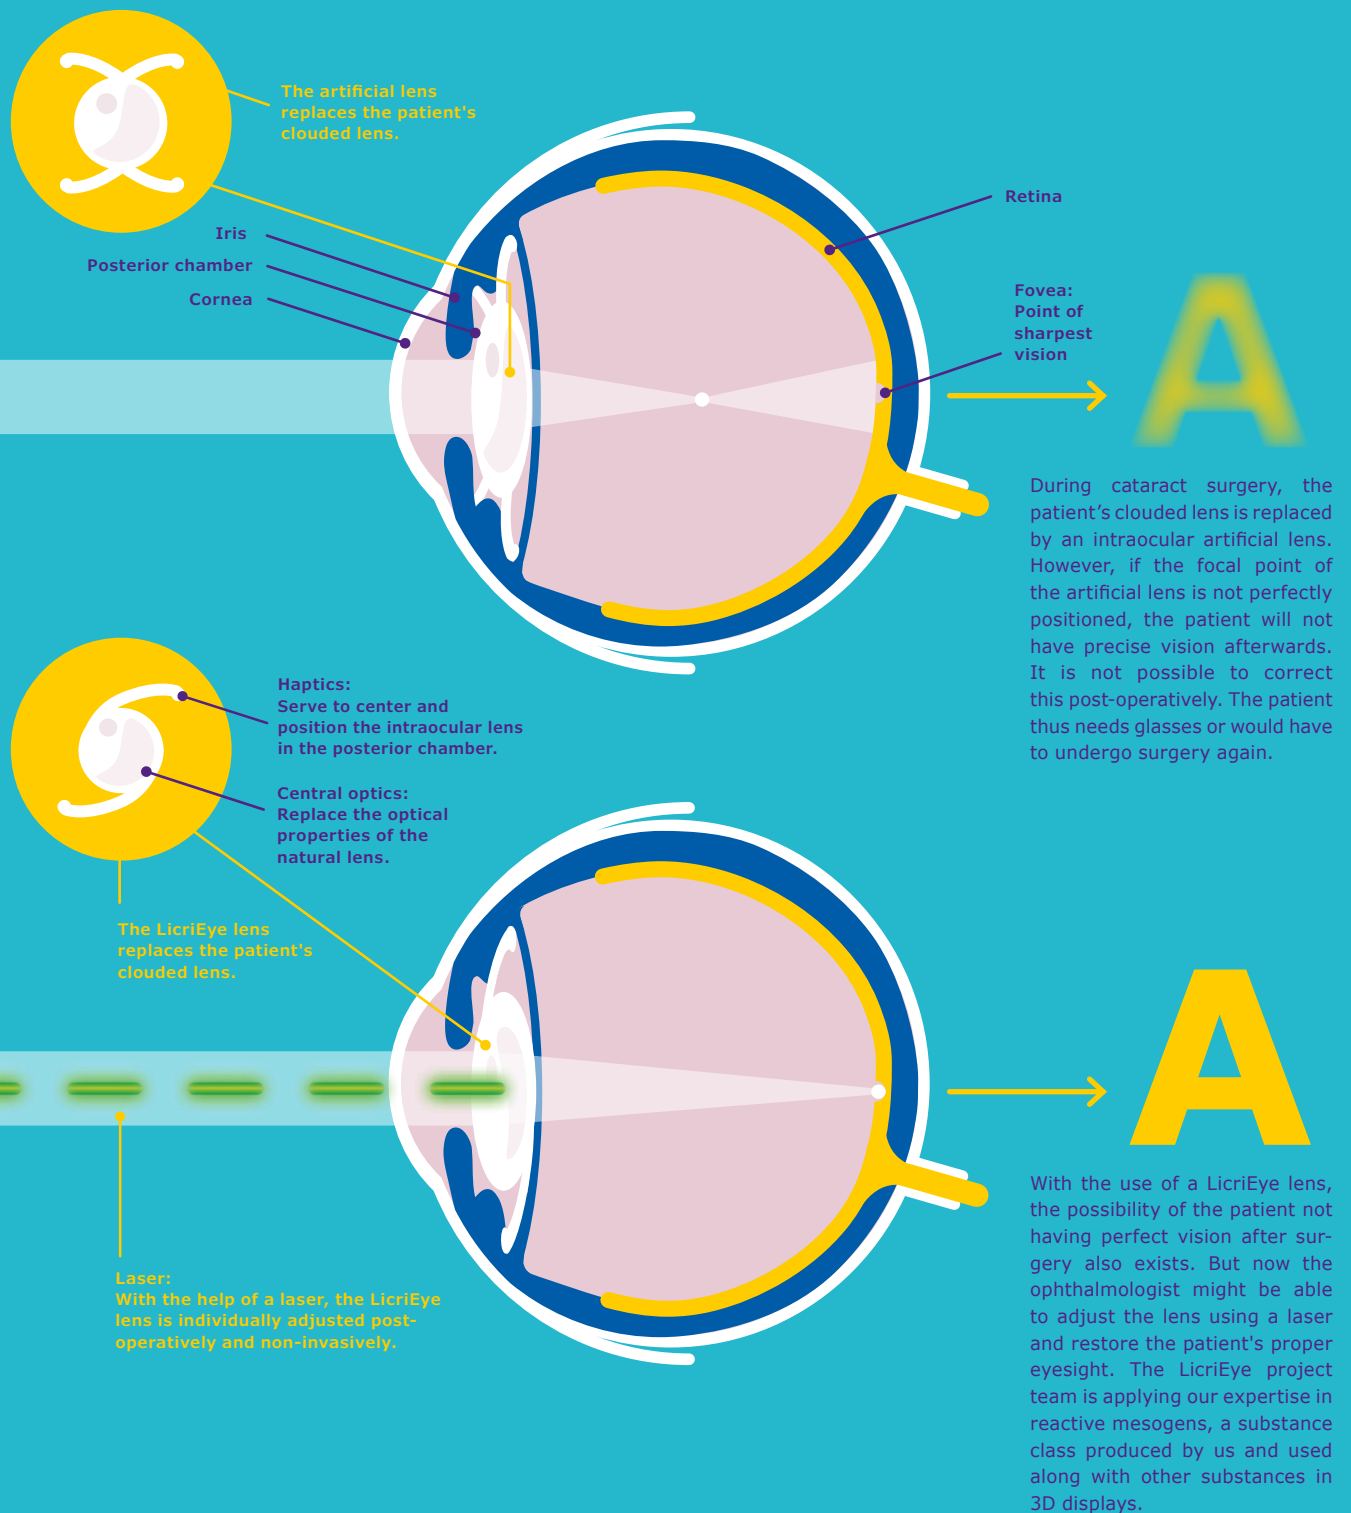 The artificial lens
replaces the patient's
clouded lens.
Iris
Posterior chamber
Cornea
Retina
Fovea:
Point of
sharpest
vision
A
During cataract surgery, the
patient’s clouded lens is replaced
by an intraocular artificial lens.
However, if the focal point of
the artificial lens is not perfectly
positioned, the patient will not
have precise vision afterwards.
It is not possible to correct
this post-operatively. The patient
thus needs glasses or would have
to undergo surgery again.
Haptics:
Serve to center and
position the intraocular lens
in the posterior chamber.
Central optics:
Replace the optical
properties of the
natural lens.
The LicriEye lens
replaces the patient's
clouded lens.
A
Laser:
With the help of a laser, the LicriEye
lens is individually adjusted post-
operatively and non-invasively.
With the use of a LicriEye lens,
the possibility of the patient not
having perfect vision after sur-
gery also exists. But now the
ophthalmologist might be able
to adjust the lens using a laser
and restore the patient's proper
eyesight. The LicriEye project
team is applying our expertise in
reactive mesogens, a substance
class produced by us and used
along with other substances in
3D displays.